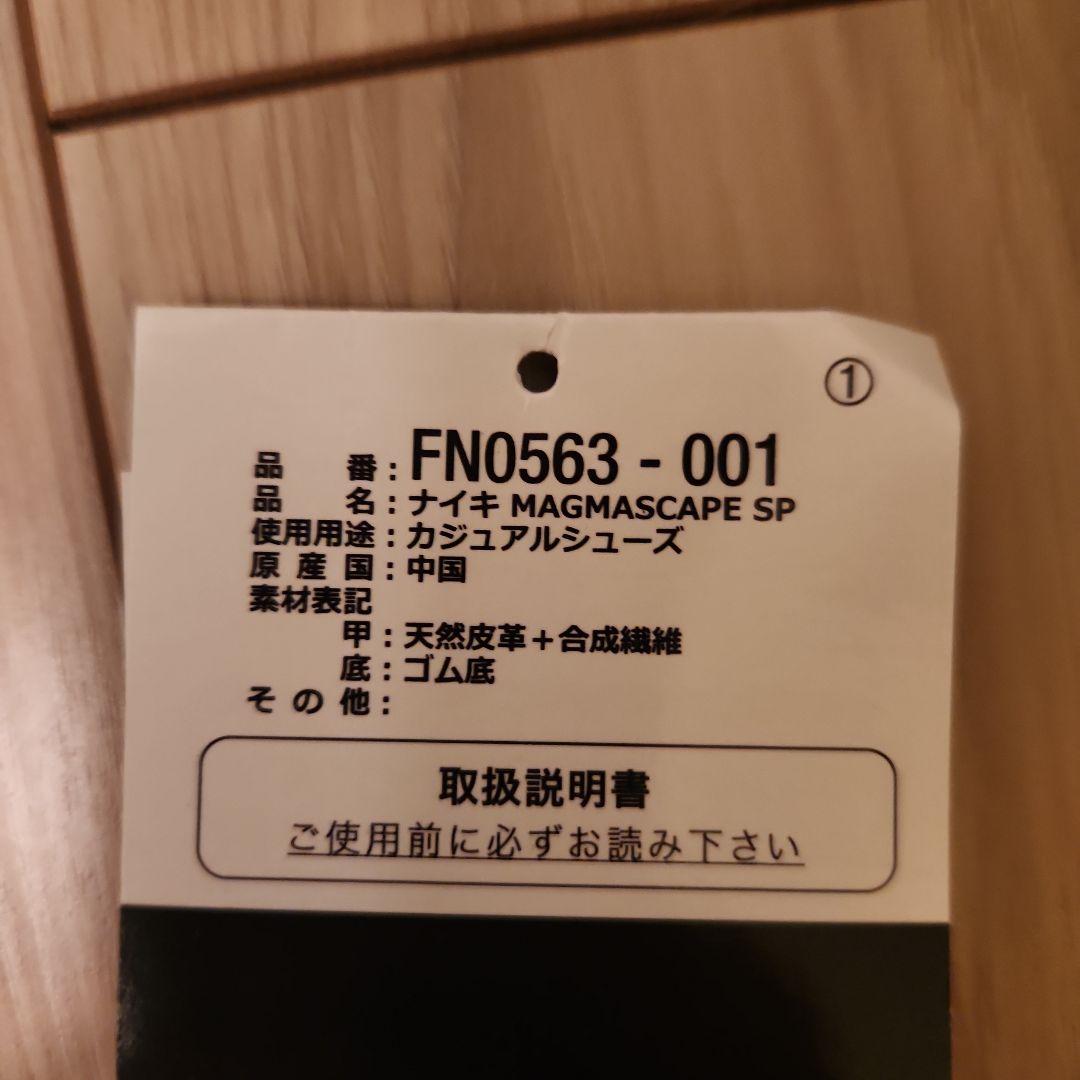 ①
品番:FN0563 - 001
品名:ナイキ MAGMASCAPE SP
使用用途:カジュアルシューズ
原産国:中国
素材表記
甲:天然皮革+合成繊維
底:ゴム底
その他:
取扱説明書
ご使用前に必ずお読み下さい